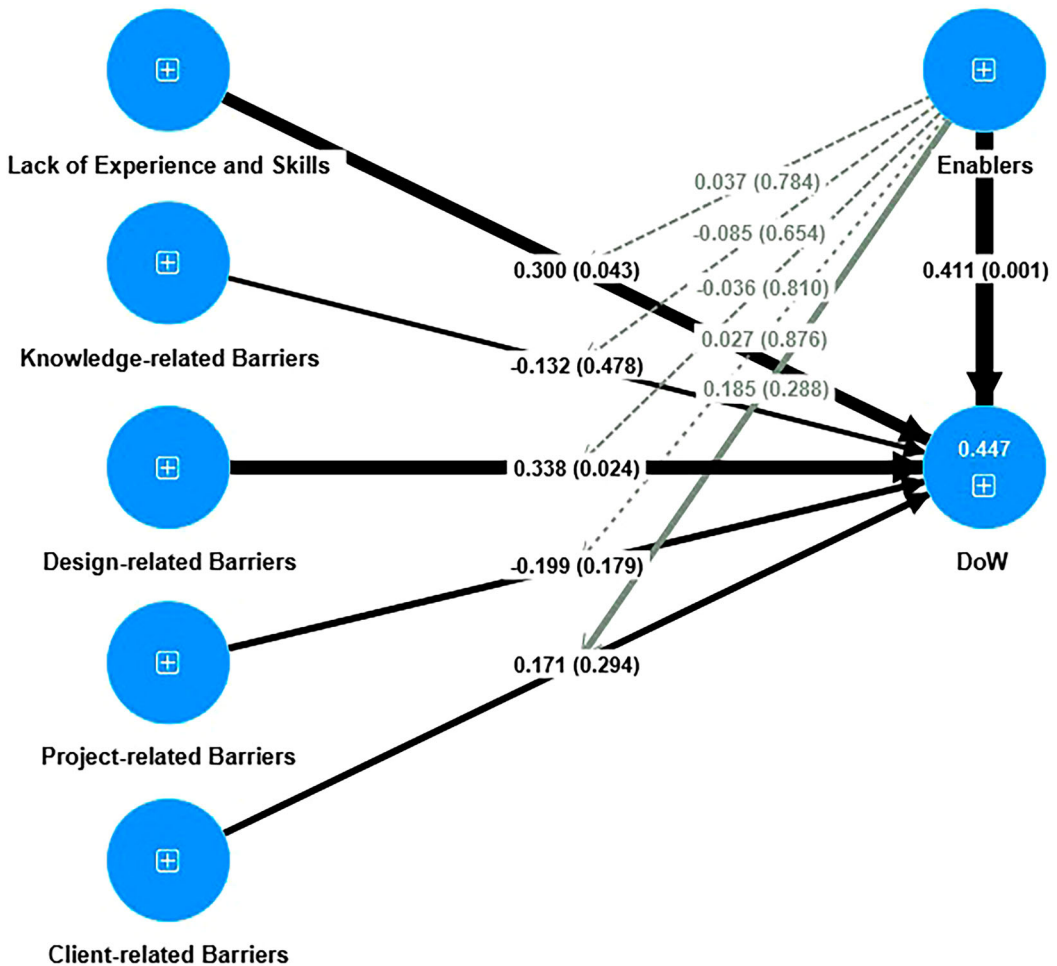 Lack of Experience and Skills
Enablers
0.037 (0.784)
-0.085 (0.654)
0.300 (0.043)
0.411 (0.001)
-0.036 (0.810)
0.027 (0.876)
Knowledge-related Barriers
-0.132 (0.478)
0.185 (0.288)
0.447
0.338 (0.024)
Design-related Barriers
DoW
-0.199 (0.179)
0.171 (0.294)
Project-related Barriers
Client-related Barriers